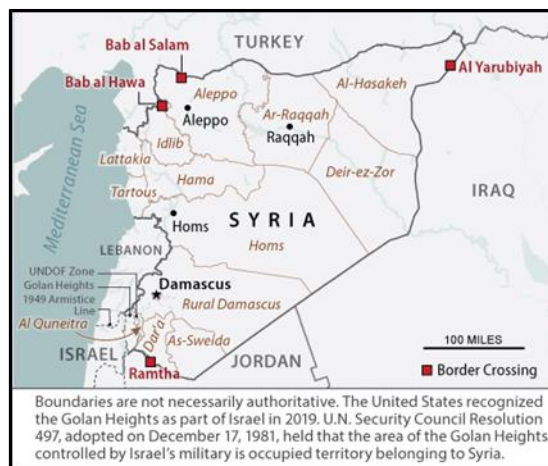 Bab al Salam
TURKEY
Bab al Hawa
Al Yarubiyah
Al-Hasakeh
Aleppo
Aleppo
Ar-Raqqah
Raqqah
Idlib
Mediterranean Sea
Lattakia
Deir-ez-Zor
Hama
Tartous
IRAQ
Homs
SYRIA
Homs
LEBANON
UNDOF Zone
Golan Heights
1949 Armistice
Line
Damascus
Rural Damascus
Al Quneitra
Dar'a
As-Sweida
ISRAEL
JORDAN
Ramtha
100 MILES
Border Crossing
Boundaries are not necessarily authoritative. The United States recognized
the Golan Heights as part of Israel in 2019. U.N. Security Council Resolution
497, adopted on December 17, 1981, held that the area of the Golan Heights
controlled by Israel's military is occupied territory belonging to Syria.